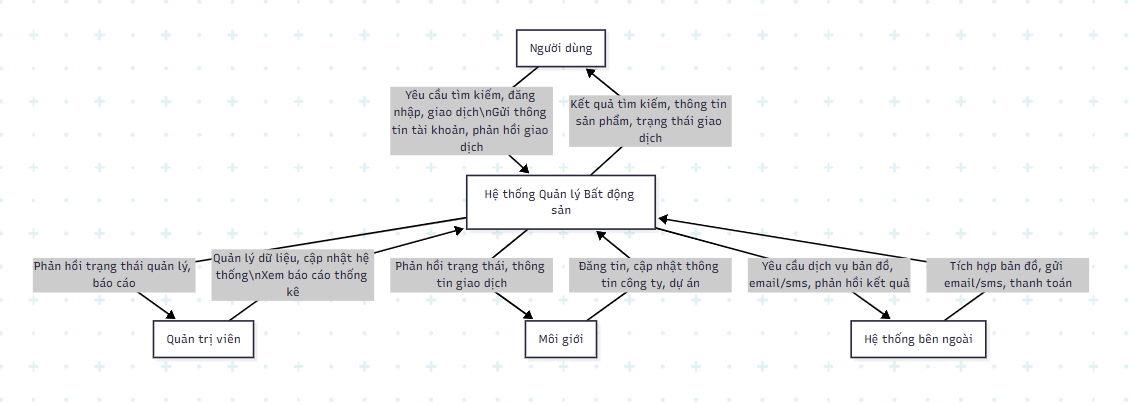 Người dùng
Yêu cầu tìm kiếm, đăng
nhập, giao dịch\nGửi thông
tin tài khoản, phản hồi giao
dịch
Kết quả tìm kiếm, thông tin
sản phẩm, trạng thái giao
dịch
Hệ thống Quản lý Bất động
sản
Phản hồi trạng thái quản lý,
báo cáo
Quản lý dữ liệu, cập nhật hệ
thống\nXem báo cáo thống
kê
Phản hồi trạng thái, thông
tin giao dịch
Đăng tin, cập nhật thông
tin công ty, dự án
Yêu cầu dịch vụ bản đồ,
email/sms, phản hồi kết quả
Tích hợp bản đồ, gửi
email/sms, thanh toán
Quản trị viên
Môi giới
Hệ thống bên ngoài